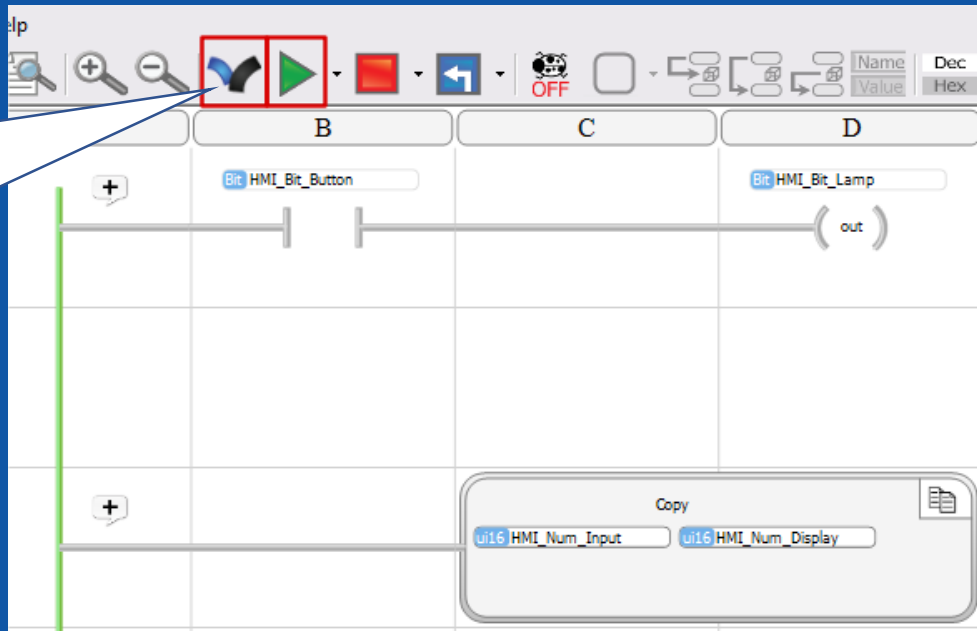 elp
OFF
Name
Value
Dec
Hex
B
C
D
+
Bit HMI_Bit_Button
Bit HMI_Bit_Lamp
out
+
Copy
ui16 HMI_Num_Input
ui16 HMI_Num_Display